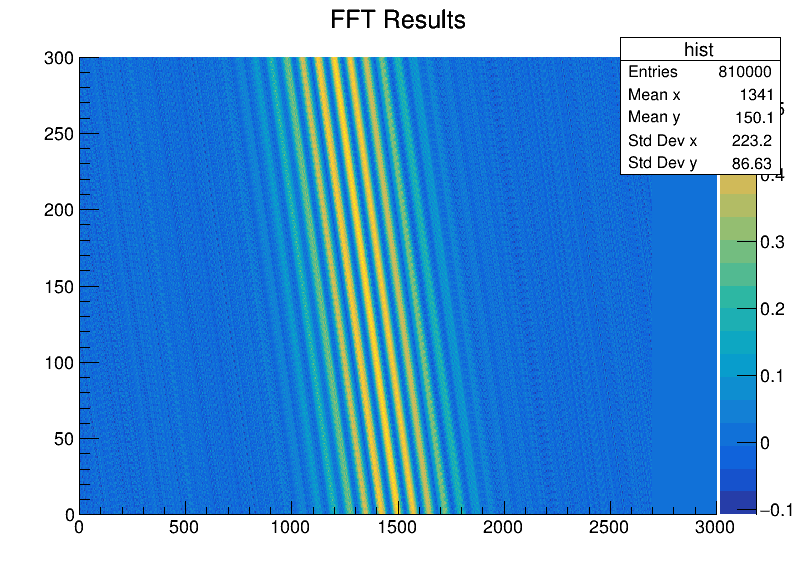 FFT Results
hist
Entries 810000
Mean x 1341
Mean y 150.1
Std Dev x 223.2
Std Dev y 86.63
300
250
200
150
100
50
0
0 500 1000 1500 2000 2500 3000
5
0.4
0.3
0.2
0.1
0
−0.1